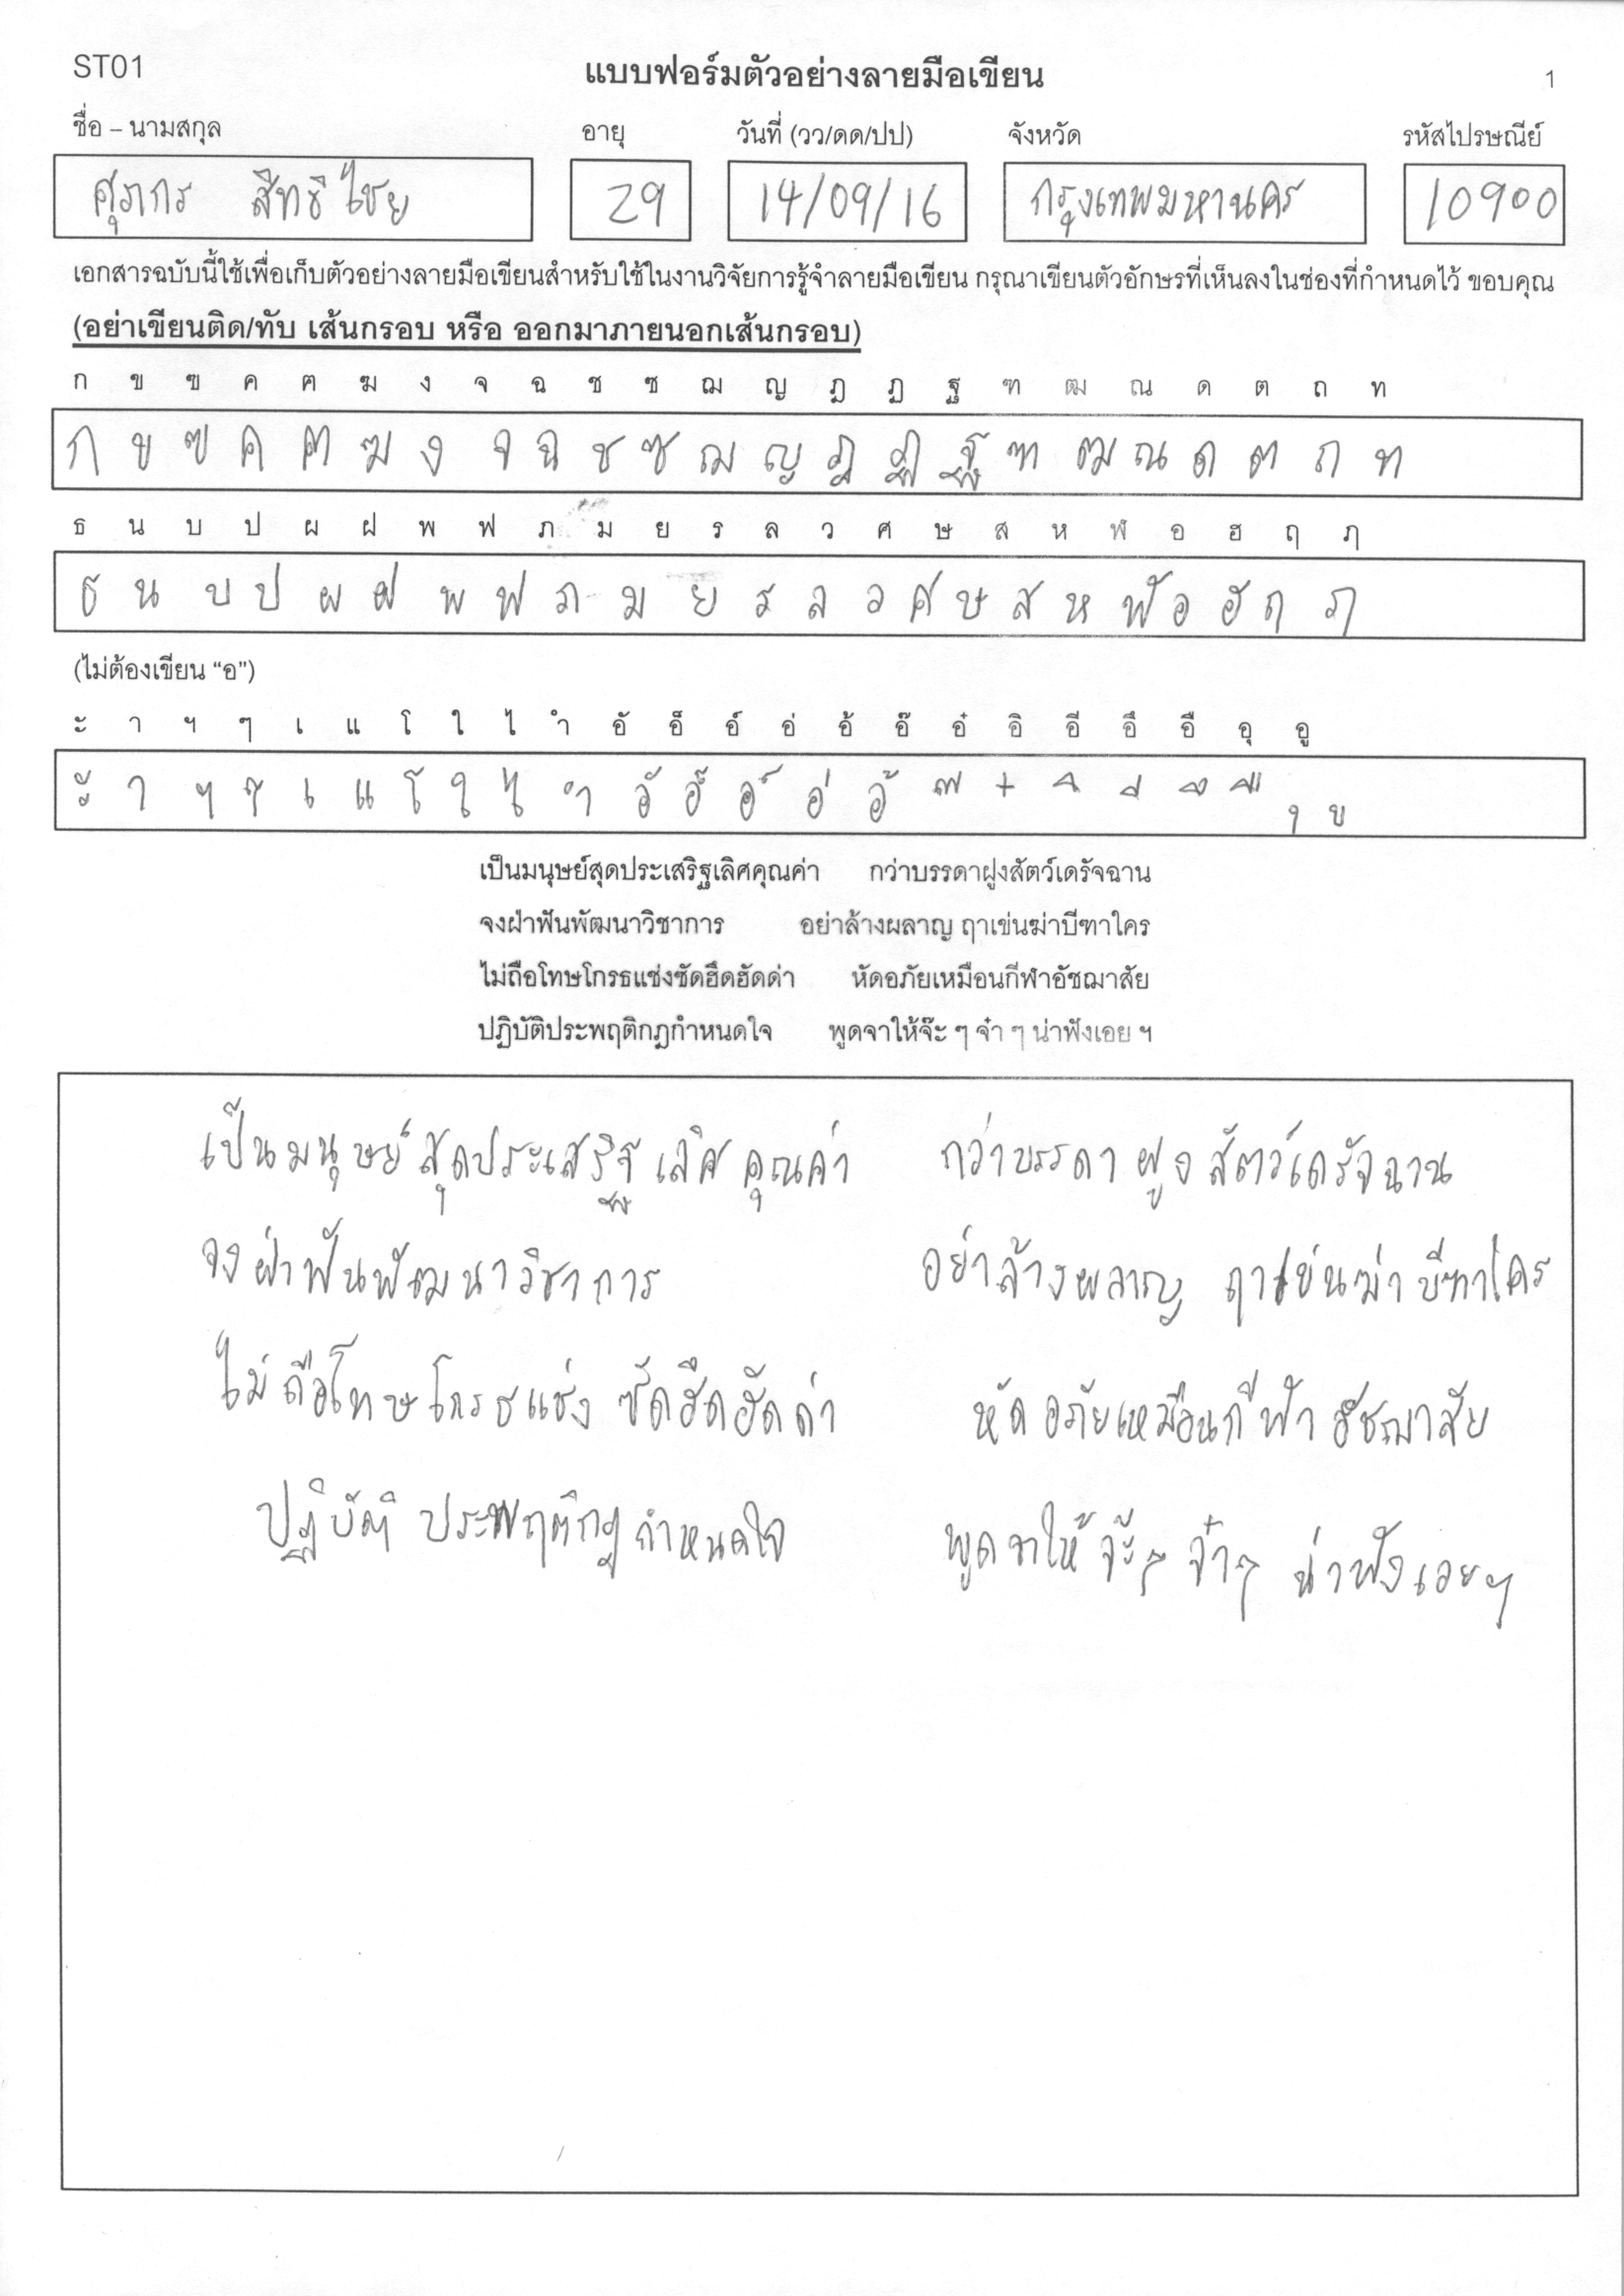 ST01 แบบฟอร์มตัวอย่างลายมือเขียน 1
ชื่อ – นามสกุล อายุ วันที่ (วว/ดด/ปป) จังหวัด รหัสไปรษณีย์
ศุภกร สิทธิไชย 29 14/09/16 กรุงเทพมหานคร 10900
เอกสารฉบับนี้ใช้เพื่อเก็บตัวอย่างลายมือเขียนสำหรับใช้ในงานวิจัยการรู้จำลายมือเขียน กรุณาเขียนตัวอักษรที่เห็นลงในช่องที่กำหนดไว้ ขอบคุณ
(อย่าเขียนติด/ทับ เส้นกรอบ หรือ ออกมาภายนอกเส้นกรอบ)
ก ข ฃ ค ฅ ฆ ง จ ฉ ช ซ ฌ ญ ฎ ฏ ฐ ฑ ฒ ณ ด ต ถ ท
ก ข ฃ ค ฅ ฆ ง จ ฉ ช ซ ฌ ญ ฎ ฏ ฐ ฑ ฒ ณ ด ต ถ ท
ธ น บ ป ผ ฝ พ ฟ ภ ม ย ร ล ว ศ ษ ส ห ฬ อ ฮ ฤ ฦ
ธ น บ ป ผ ฝ พ ฟ ภ ม ย ร ล ว ศ ษ ส ห ฬ อ ฮ ฤ ฦ
(ไม่ต้องเขียน “อ”)
ะ า ฯ ๆ เ แ โ ใ ไ ำ อั อ็ อ์ อ่ อ้ อ๊ อ๋ อิ อี อึ อื อุ อู
ะ า ฯ ๆ เ แ โ ใ ไ ำ อั อ็ อ์ อ่ อ้ ๊ ๋ ิ ี ึ ื ุ ู
เป็นมนุษย์สุดประเสริฐเลิศคุณค่า กว่าบรรดาฝูงสัตว์เดรัจฉาน
จงฝ่าฟันพัฒนาวิชาการ อย่าล้างผลาญ ฤาเข่นฆ่าบีฑาใคร
ไม่ถือโทษโกรธแช่งซัดฮึดฮัดด่า หัดอภัยเหมือนกีฬาอัชฌาสัย
ปฏิบัติประพฤติกฎกำหนดใจ พูดจาให้จ๊ะ ๆ จ๋า ๆ น่าฟังเอย ฯ
เป็นมนุษย์สุดประเสริฐเลิศคุณค่า กว่าบรรดาฝูงสัตว์เดรัจฉาน
จงฝ่าฟันพัฒนาวิชาการ อย่าล้างผลาญ ฤาเข่นฆ่าบีฑาใคร
ไม่ถือโทษโกรธแช่ง ซัดฮึดฮัดด่า หัดอภัยเหมือนกีฬาอัชฌาสัย
ปฏิบัติประพฤติกฎกำหนดใจ พูดจาให้จ๊ะๆ จ๋าๆ น่าฟังเอยฯ